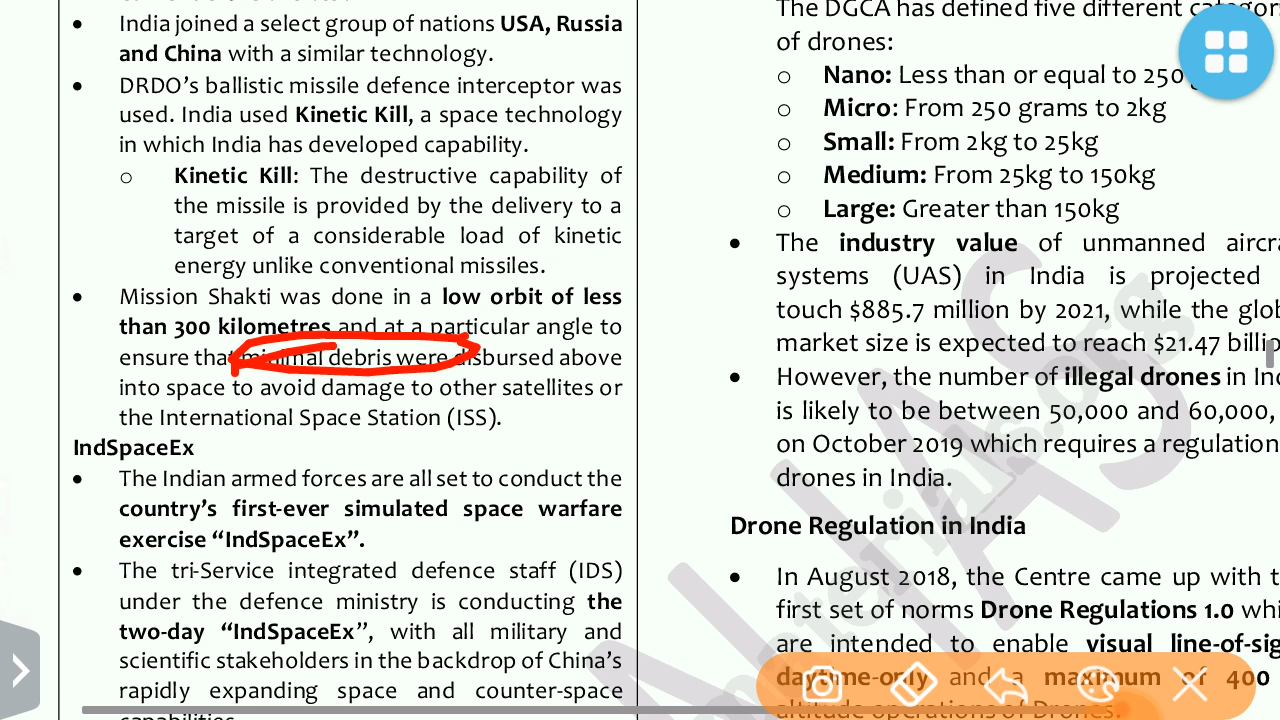 India joined a select group of nations USA, Russia
and China with a similar technology.
DRDO's ballistic missile defence interceptor was
used. India used Kinetic Kill, a space technology
in which India has developed capability.
Kinetic Kill: The destructive capability of
the missile is provided by the delivery to a
target of a considerable load of kinetic
energy unlike conventional missiles.
Mission Shakti was done in a low orbit of less
than 300 kilometres and at a particular angle to
ensure that minimal debris were disbursed above
into space to avoid damage to other satellites or
the International Space Station (ISS).
IndSpaceEx
The Indian armed forces are all set to conduct the
country's first-ever simulated space warfare
exercise “IndSpaceEx”.
The tri-Service integrated defence staff (IDS)
under the defence ministry is conducting the
two-day “IndSpaceEx”, with all military and
scientific stakeholders in the backdrop of China's
rapidly expanding space and counter-space
The DGCA has defined five different
of drones:
Nano: Less than or equal to 250
Micro: From 250 grams to 2kg
Small: From 2kg to 25kg
Medium: From 25kg to 150kg
Large: Greater than 150kg
The industry value of unmanned
systems (UAS) in India is projected
touch $885.7 million by 2021, while the
market size is expected to reach $21.47
However, the number of illegal drones in
is likely to be between 50,000 and 60,000,
on October 2019 which requires a regulation
drones in India.
Drone Regulation in India
In August 2018, the Centre came up with
first set of norms Drone Regulations 1.0
are intended to enable visual
daytime-only and a maximum of 400
altitude operations of Drones.